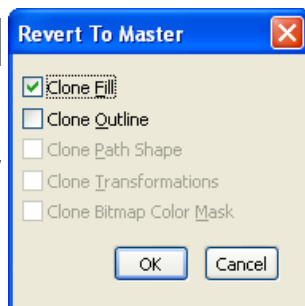 Revert To Master
Clone Fill
Clone Outline
Clone Path Shape
Clone Transformations
Clone Bitmap Color Mask
OK
Cancel